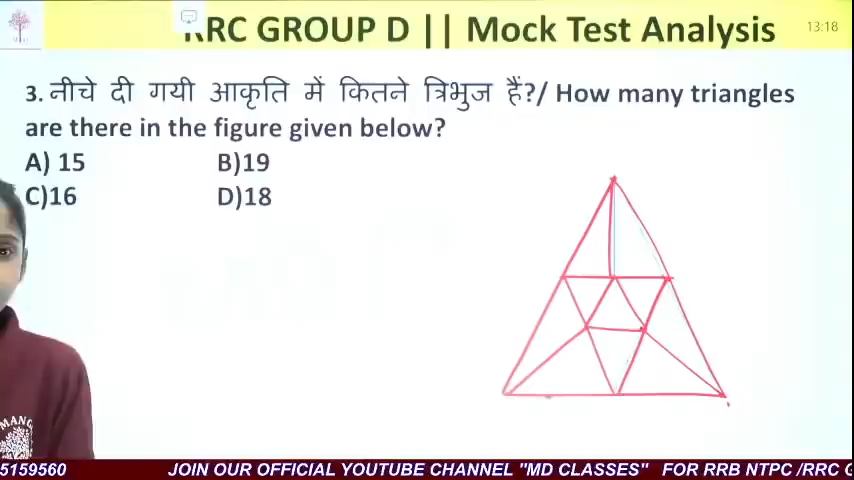 RRC GROUP D || Mock Test Analysis
13:18
3. नीचे दी गयी आकृति में कितने त्रिभुज हैं?/ How many triangles
are there in the figure given below?
A) 15 B)19
C)16 D)18
MANG
5159560 JOIN OUR OFFICIAL YOUTUBE CHANNEL "MD CLASSES" FOR RRB NTPC /RRC G